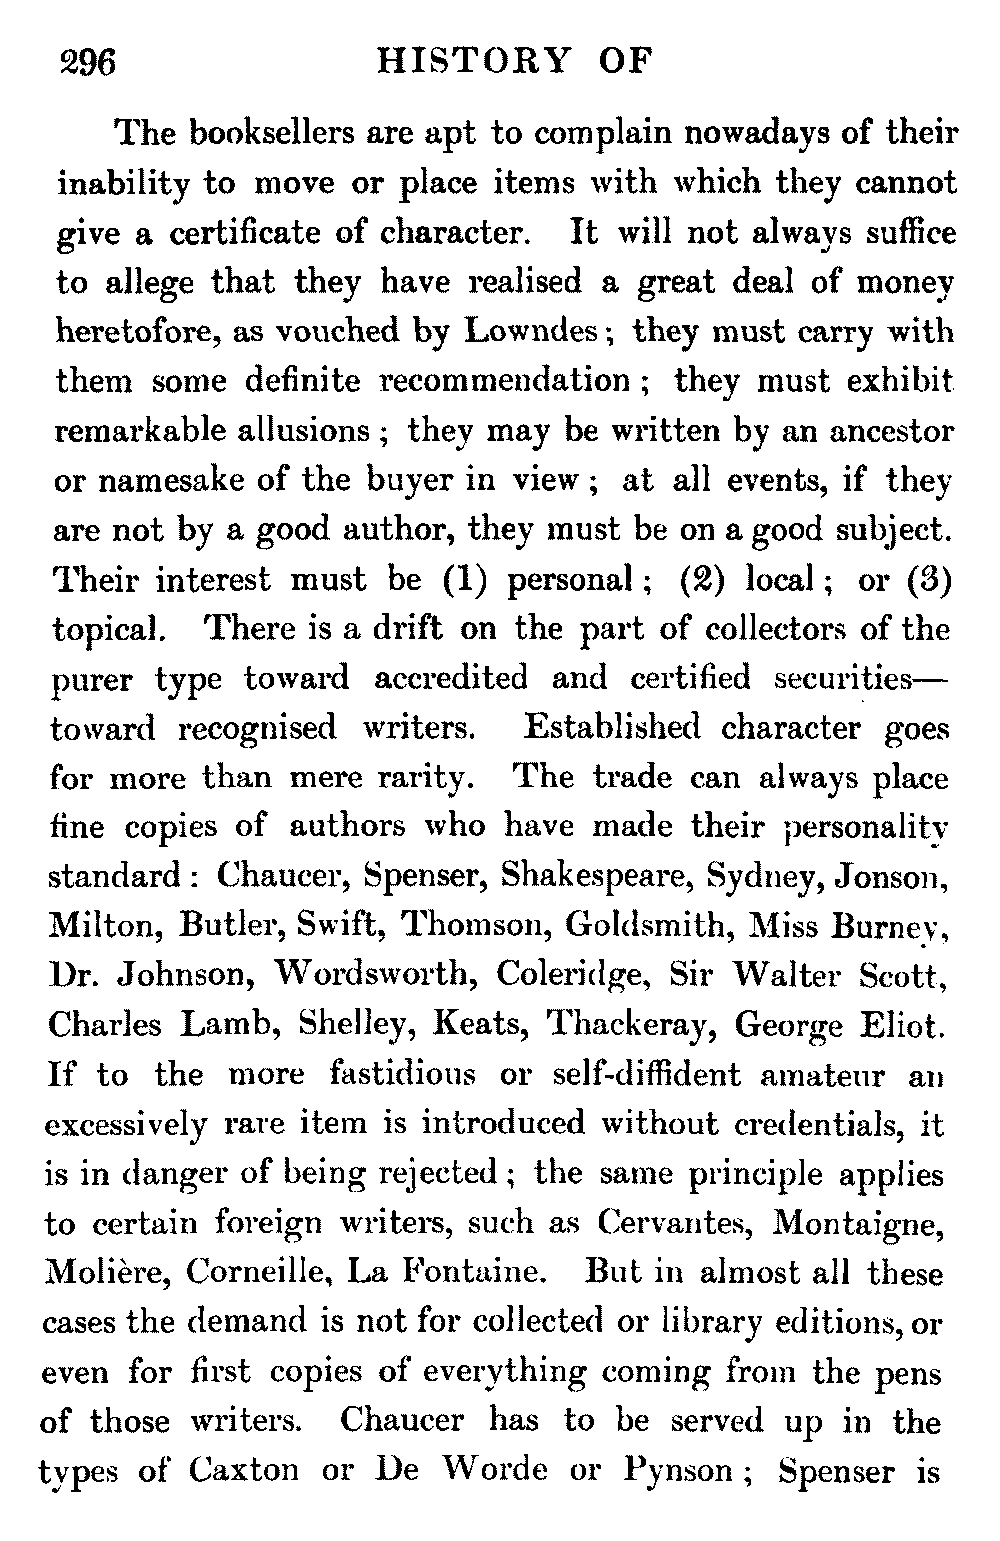 296 HISTORY OF
The booksellers are apt to complain nowadays of their
inability to move or place items with which they cannot
give a certificate of character. It will not always suffice
to allege that they have realised a great deal of money
heretofore, as vouched by Lowndes; they must carry with
them some definite recommendation; they must exhibit
remarkable allusions; they may be written by an ancestor
or namesake of the buyer in view; at all events, if they
are not by a good author, they must be on a good subject.
Their interest must be (1) personal; (2) local; or (3)
topical. There is a drift on the part of collectors of the
purer type toward accredited and certified securities—
toward recognised writers. Established character goes
for more than mere rarity. The trade can always place
fine copies of authors who have made their personality
standard: Chaucer, Spenser, Shakespeare, Sydney, Jonson,
Milton, Butler, Swift, Thomson, Goldsmith, Miss Burney,
Dr. Johnson, Wordsworth, Coleridge, Sir Walter Scott,
Charles Lamb, Shelley, Keats, Thackeray, George Eliot.
If to the more fastidious or self-diffident amateur an
excessively rare item is introduced without credentials, it
is in danger of being rejected; the same principle applies
to certain foreign writers, such as Cervantes, Montaigne,
Molière, Corneille, La Fontaine. But in almost all these
cases the demand is not for collected or library editions, or
even for first copies of everything coming from the pens
of those writers. Chaucer has to be served up in the
types of Caxton or De Worde or Pynson; Spenser is